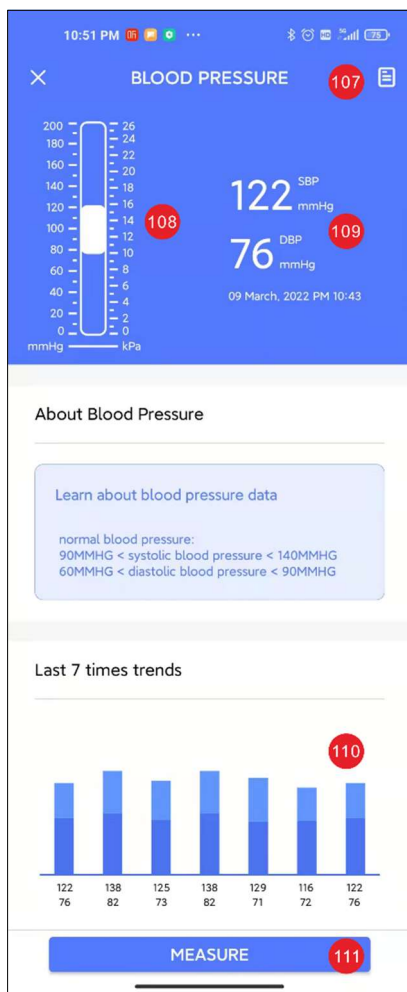 10:51 PM ··· HD 5G 75
BLOOD PRESSURE 107
200 26
24
180 22
160 20
140 18
120 16
14
100 12
80 10
60 8
6
40 4
20 2
0 0
mmHg kPa
108
122 SBP mmHg
109
76 DBP mmHg
09 March, 2022 PM 10:43
About Blood Pressure
Learn about blood pressure data
normal blood pressure:
90MMHG < systolic blood pressure < 140MMHG
60MMHG < diastolic blood pressure < 90MMHG
Last 7 times trends
110
122 138 125 138 129 116 122
76 82 73 82 71 72 76
MEASURE 111